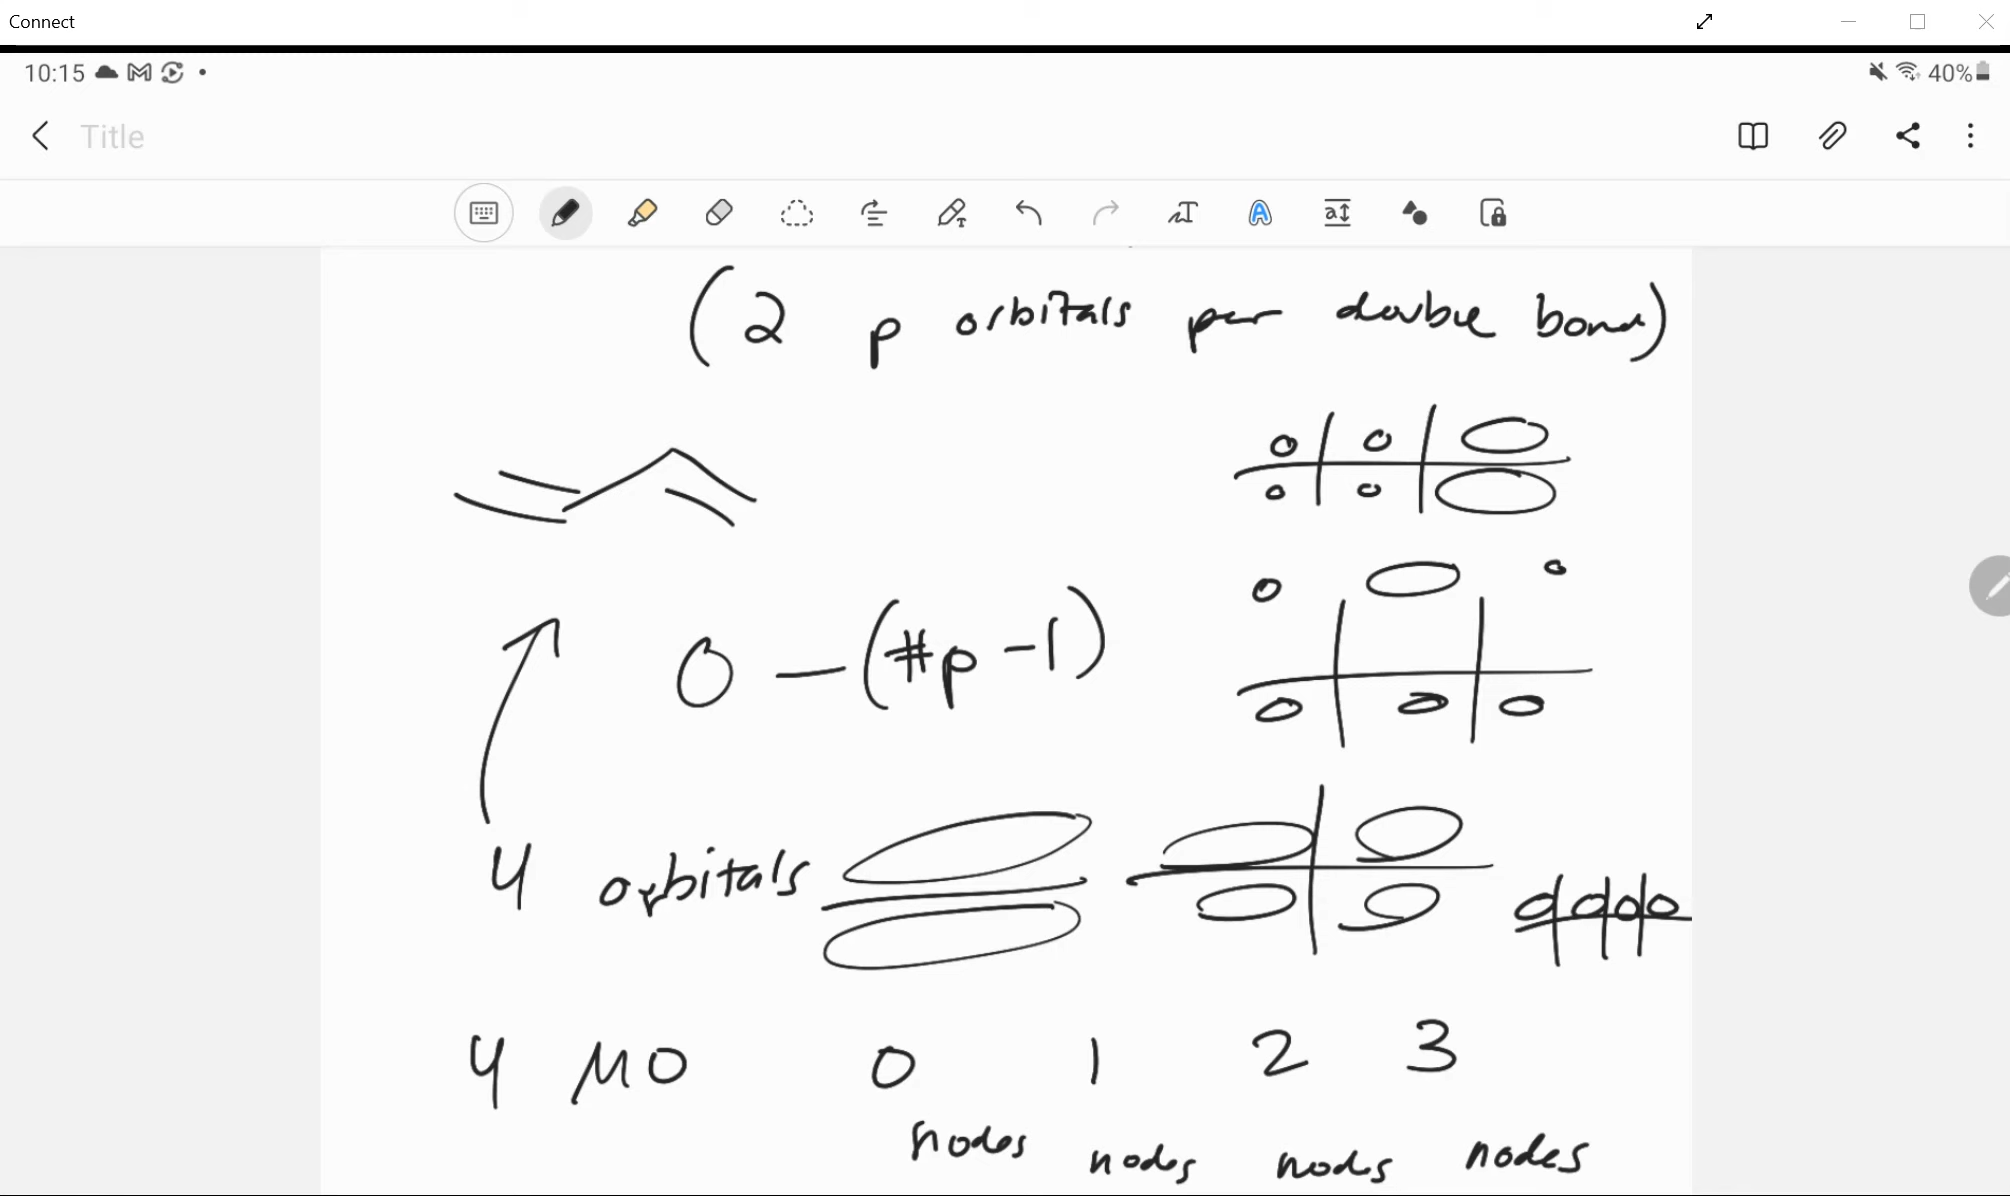 Connect
10:15
40%
Title
(2 p orbitals per double bond)
0 - (#p - 1)
4 orbitals
4 MO 0 1 2 3
nodes nodes nodes nodes